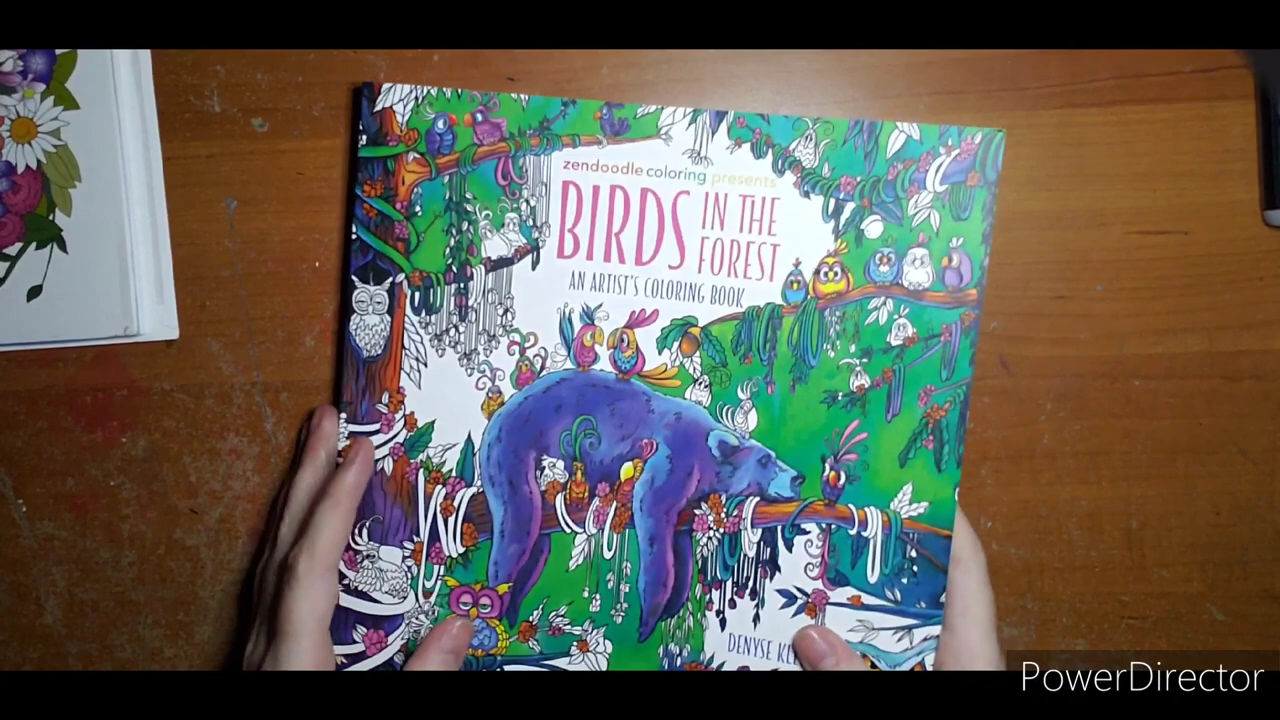 zendoodle coloring presents
BIRDS IN THE FOREST
AN ARTIST'S COLORING BOOK
DENYSE
PowerDirector